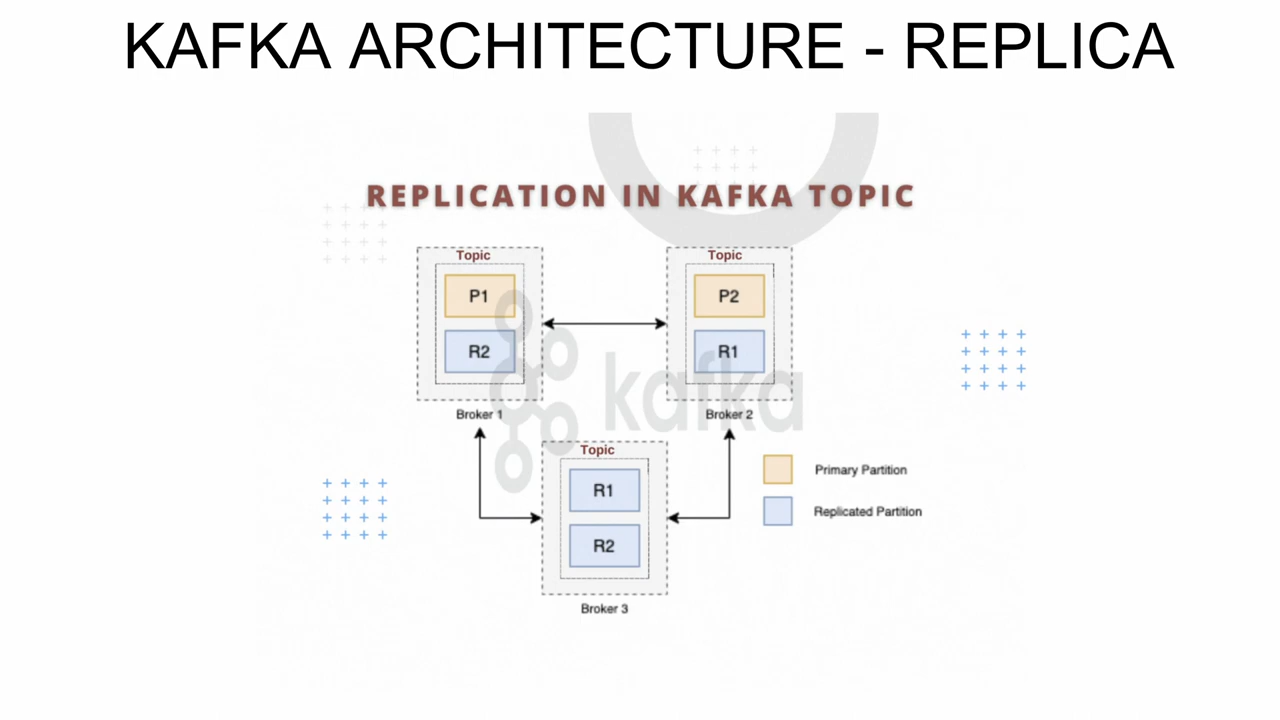 KAFKA ARCHITECTURE - REPLICA
REPLICATION IN KAFKA TOPIC
Topic
P1
R2
Broker 1
Topic
P2
R1
Broker 2
kafka
Topic
R1
R2
Broker 3
Primary Partition
Replicated Partition